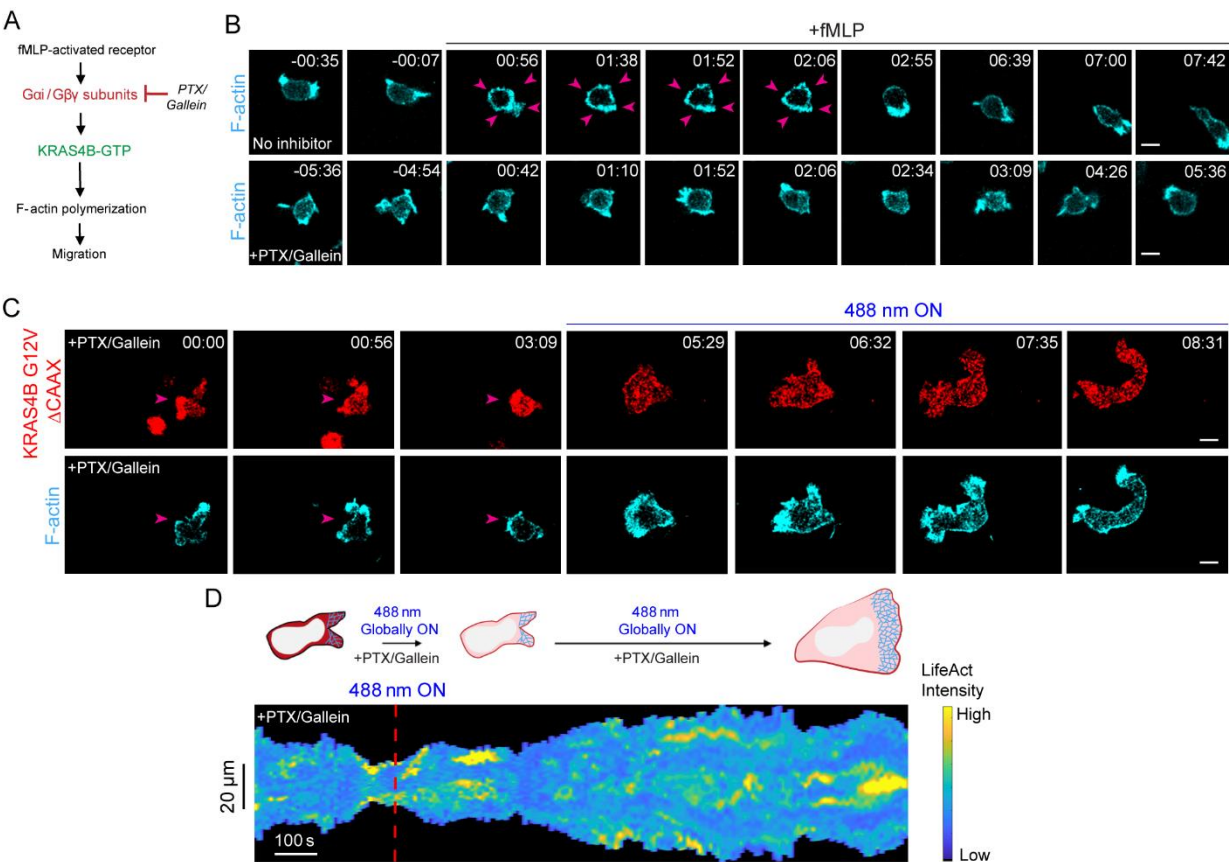 A
fMLP-activated receptor
Gαi / Gβγ subunits
PTX/
Gallein
KRAS4B-GTP
F-actin polymerization
Migration
B
+fMLP
F-actin
-00:35
-00:07
00:56
01:38
01:52
02:06
02:55
06:39
07:00
07:42
No inhibitor
F-actin
-05:36
-04:54
00:42
01:10
01:52
02:06
02:34
03:09
04:26
05:36
+PTX/Gallein
C
488 nm ON
KRAS4B G12V
ΔCAAX
+PTX/Gallein
00:00
00:56
03:09
05:29
06:32
07:35
08:31
F-actin
+PTX/Gallein
D
488 nm
Globally ON
+PTX/Gallein
488 nm
Globally ON
+PTX/Gallein
488 nm ON
+PTX/Gallein
20 µm
100 s
LifeAct
Intensity
High
Low